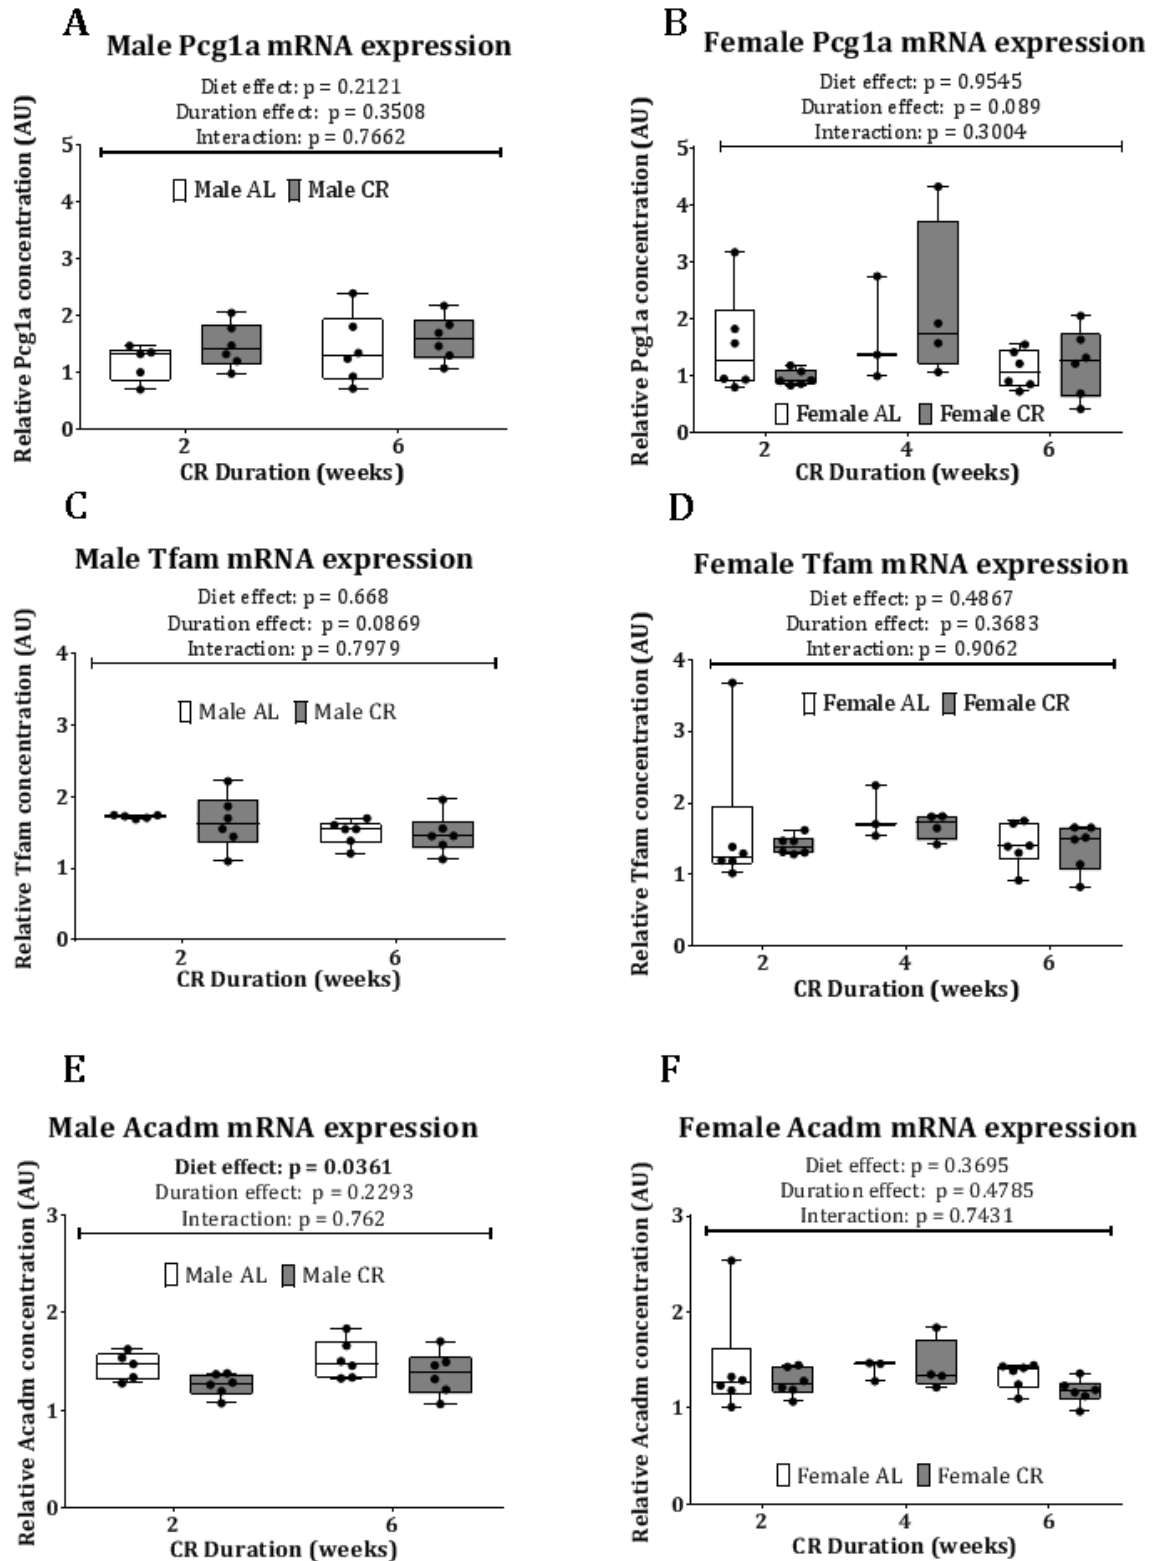 A
Male Pcg1a mRNA expression
Diet effect: p = 0.2121
Duration effect: p = 0.3508
Interaction: p = 0.7662
Relative Pcg1a concentration (AU)
5
4
3
2
1
0
Male AL Male CR
2 6
CR Duration (weeks)
B
Female Pcg1a mRNA expression
Diet effect: p = 0.9545
Duration effect: p = 0.089
Interaction: p = 0.3004
Relative Pcg1a concentration (AU)
5
4
3
2
1
0
Female AL Female CR
2 4 6
CR Duration (weeks)
C
Male Tfam mRNA expression
Diet effect: p = 0.668
Duration effect: p = 0.0869
Interaction: p = 0.7979
Relative Tfam concentration (AU)
4
3
2
1
0
Male AL Male CR
2 6
CR Duration (weeks)
D
Female Tfam mRNA expression
Diet effect: p = 0.4867
Duration effect: p = 0.3683
Interaction: p = 0.9062
Relative Tfam concentration (AU)
4
3
2
1
0
Female AL Female CR
2 4 6
CR Duration (weeks)
E
Male Acadm mRNA expression
Diet effect: p = 0.0361
Duration effect: p = 0.2293
Interaction: p = 0.762
Relative Acadm concentration (AU)
3
2
1
0
Male AL Male CR
2 6
CR Duration (weeks)
F
Female Acadm mRNA expression
Diet effect: p = 0.3695
Duration effect: p = 0.4785
Interaction: p = 0.7431
Relative Acadm concentration (AU)
3
2
1
0
Female AL Female CR
2 4 6
CR Duration (weeks)